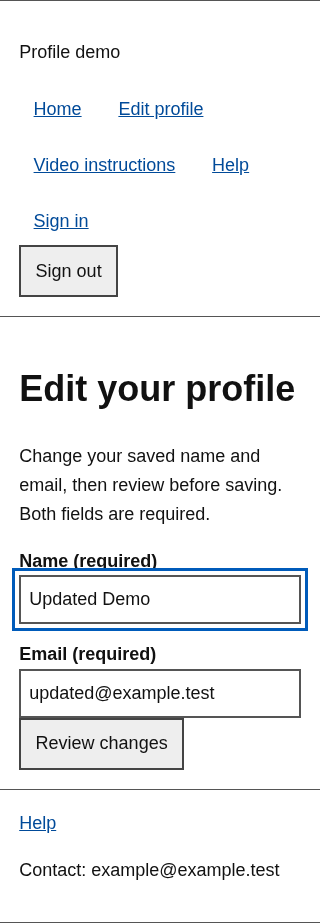 Profile demo
Home Edit profile
Video instructions Help
Sign in
Sign out
Edit your profile
Change your saved name and
email, then review before saving.
Both fields are required.
Name (required)
Updated Demo
Email (required)
updated@example.test
Review changes
Help
Contact: example@example.test